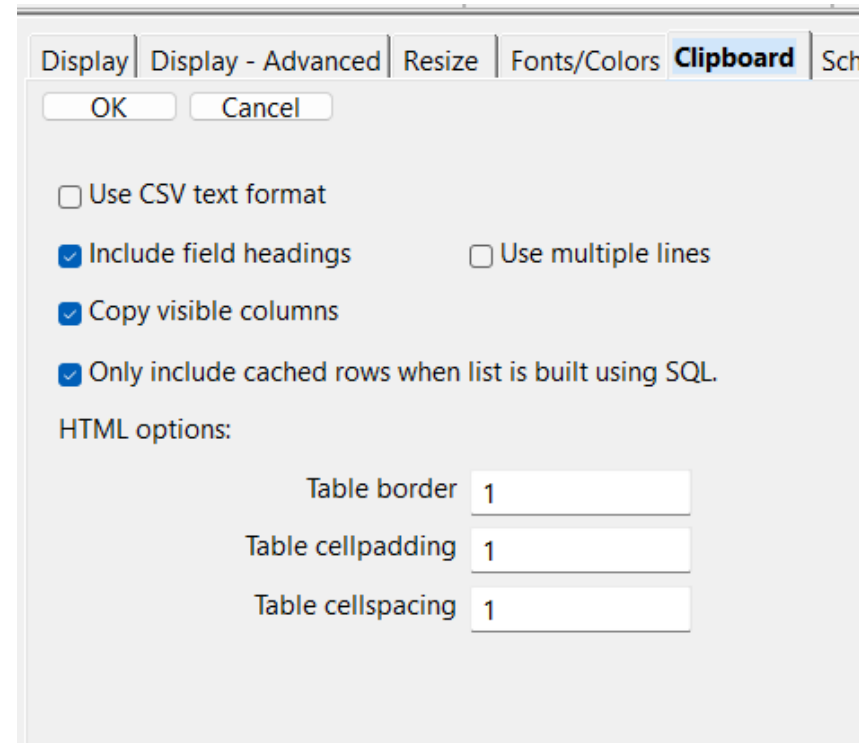 Display Display - Advanced Resize Fonts/Colors Clipboard Sch
OK Cancel
Use CSV text format
Include field headings Use multiple lines
Copy visible columns
Only include cached rows when list is built using SQL.
HTML options:
Table border 1
Table cellpadding 1
Table cellspacing 1